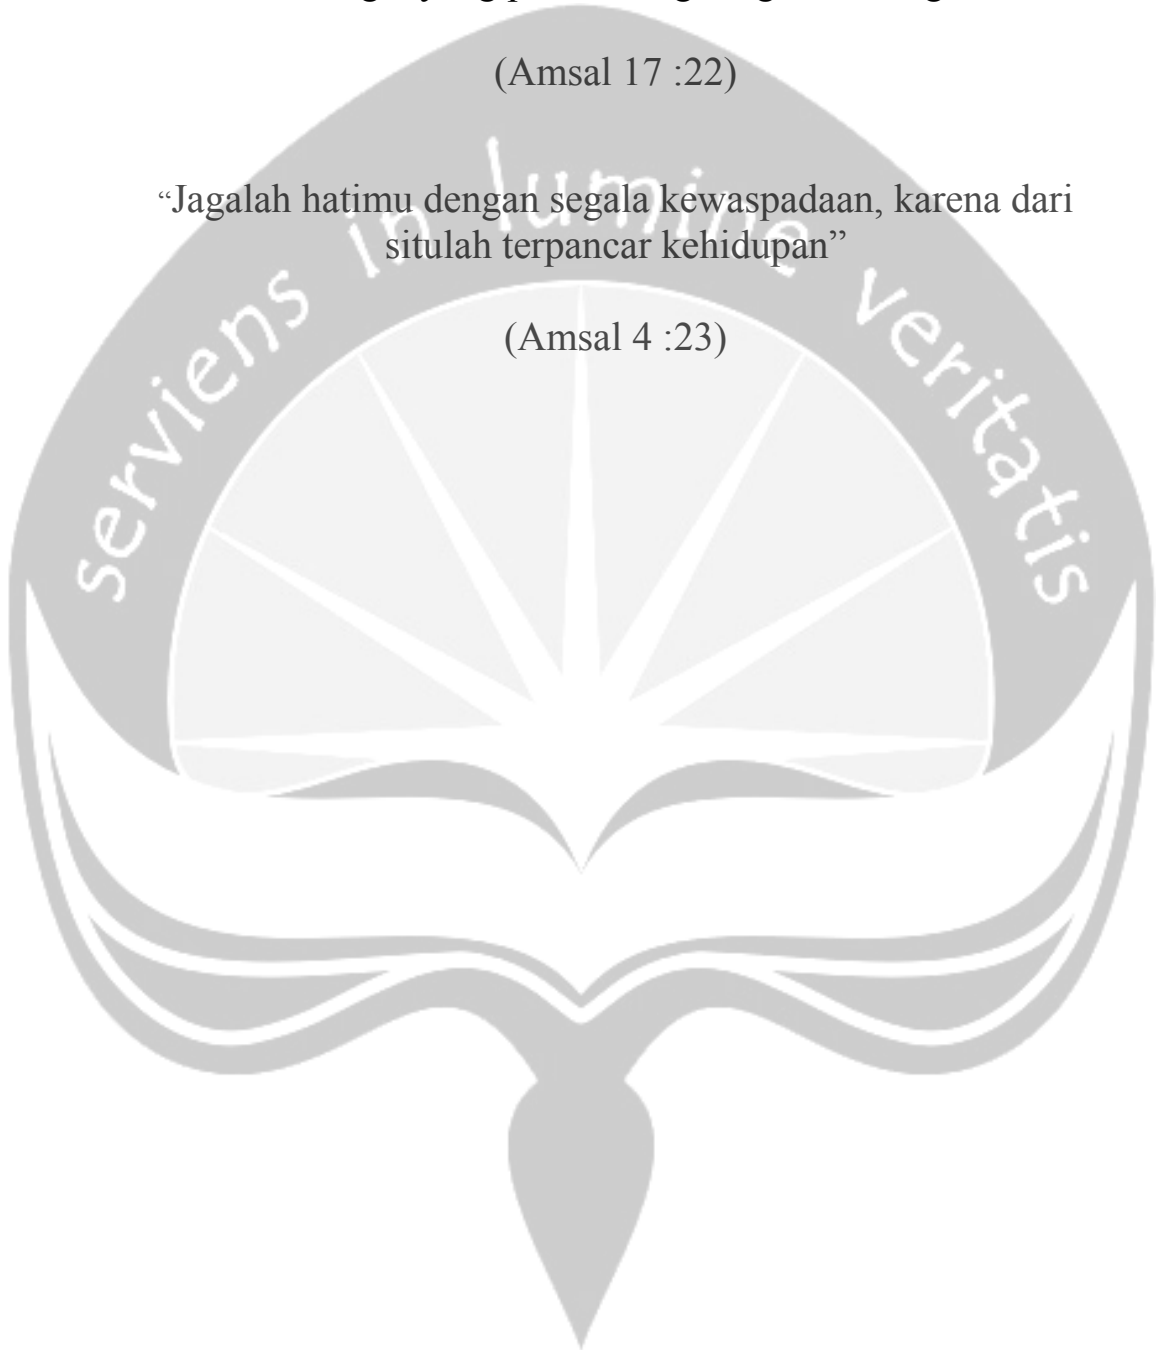 (Amsal 17 :22)
“Jagalah hatimu dengan segala kewaspadaan, karena dari
situlah terpancar kehidupan”
(Amsal 4 :23)
serviens in lumine veritatis